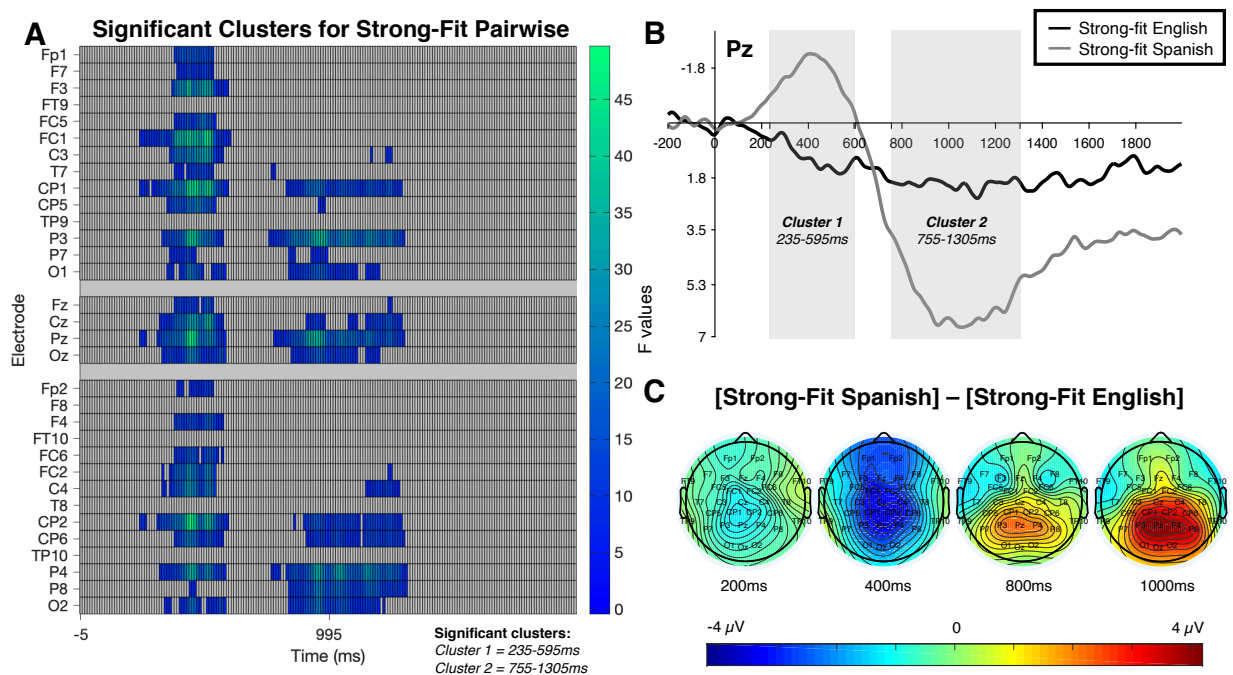 A
Significant Clusters for Strong-Fit Pairwise
Fp1
F7
F3
FT9
FC5
FC1
C3
T7
CP1
CP5
TP9
P3
P7
O1
Fz
Cz
Pz
Oz
Fp2
F8
F4
FT10
FC6
FC2
C4
T8
CP2
CP6
TP10
P4
P8
O2
Electrode
-5
995
Time (ms)
Significant clusters:
Cluster 1 = 235-595ms
Cluster 2 = 755-1305ms
45
40
35
30
25
20
15
10
5
0
F values
B
Pz
Strong-fit English
Strong-fit Spanish
-1.8
-200 0 200 400 600 800 1000 1200 1400 1600 1800
1.8
3.5
5.3
7
Cluster 1
235-595ms
Cluster 2
755-1305ms
C
[Strong-Fit Spanish] – [Strong-Fit English]
200ms
400ms
800ms
1000ms
-4 µV
0
4 µV